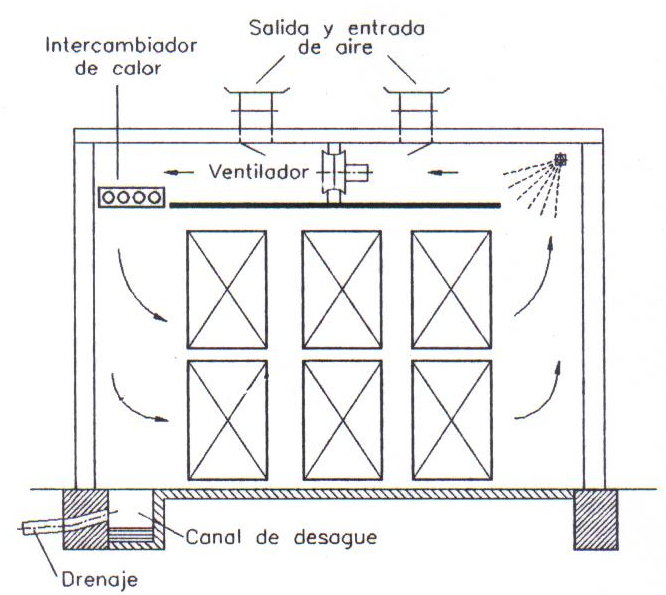 Salida y entrada
de aire
Intercambiador
de calor
Ventilador
Canal de desague
Drenaje